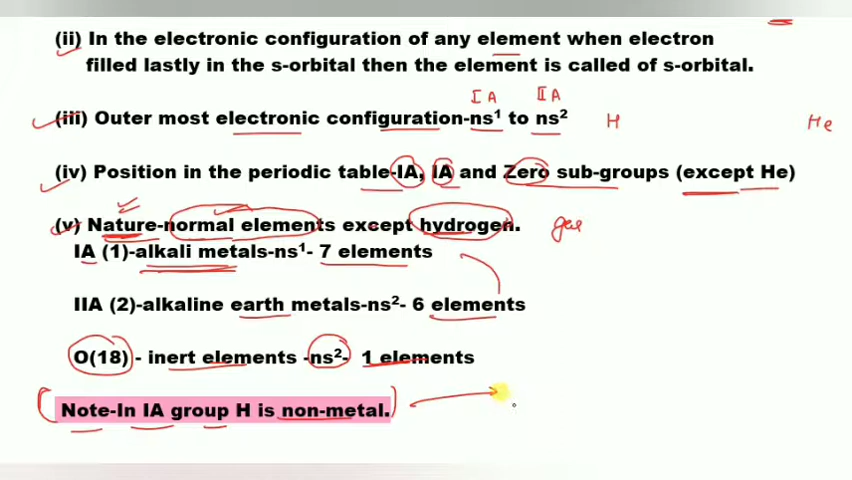 (ii) In the electronic configuration of any element when electron
filled lastly in the s-orbital then the element is called of s-orbital.
IA IIA
(iii) Outer most electronic configuration-ns¹ to ns² H He
(iv) Position in the periodic table-IA, IA and Zero sub-groups (except He)
(v) Nature-normal elements except hydrogen. gas
IA (1)-alkali metals-ns¹- 7 elements
IIA (2)-alkaline earth metals-ns²- 6 elements
O(18) - inert elements -ns²- 1 elements
Note-In IA group H is non-metal.